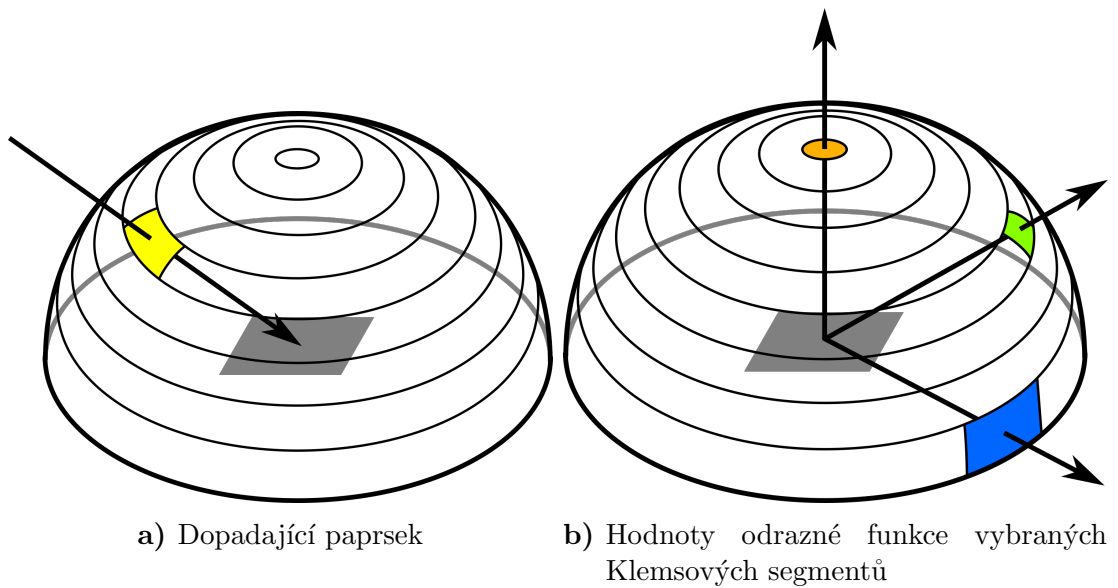 a) Dopadající paprsek
b) Hodnoty odrazné funkce vybraných
Klemsových segmentů